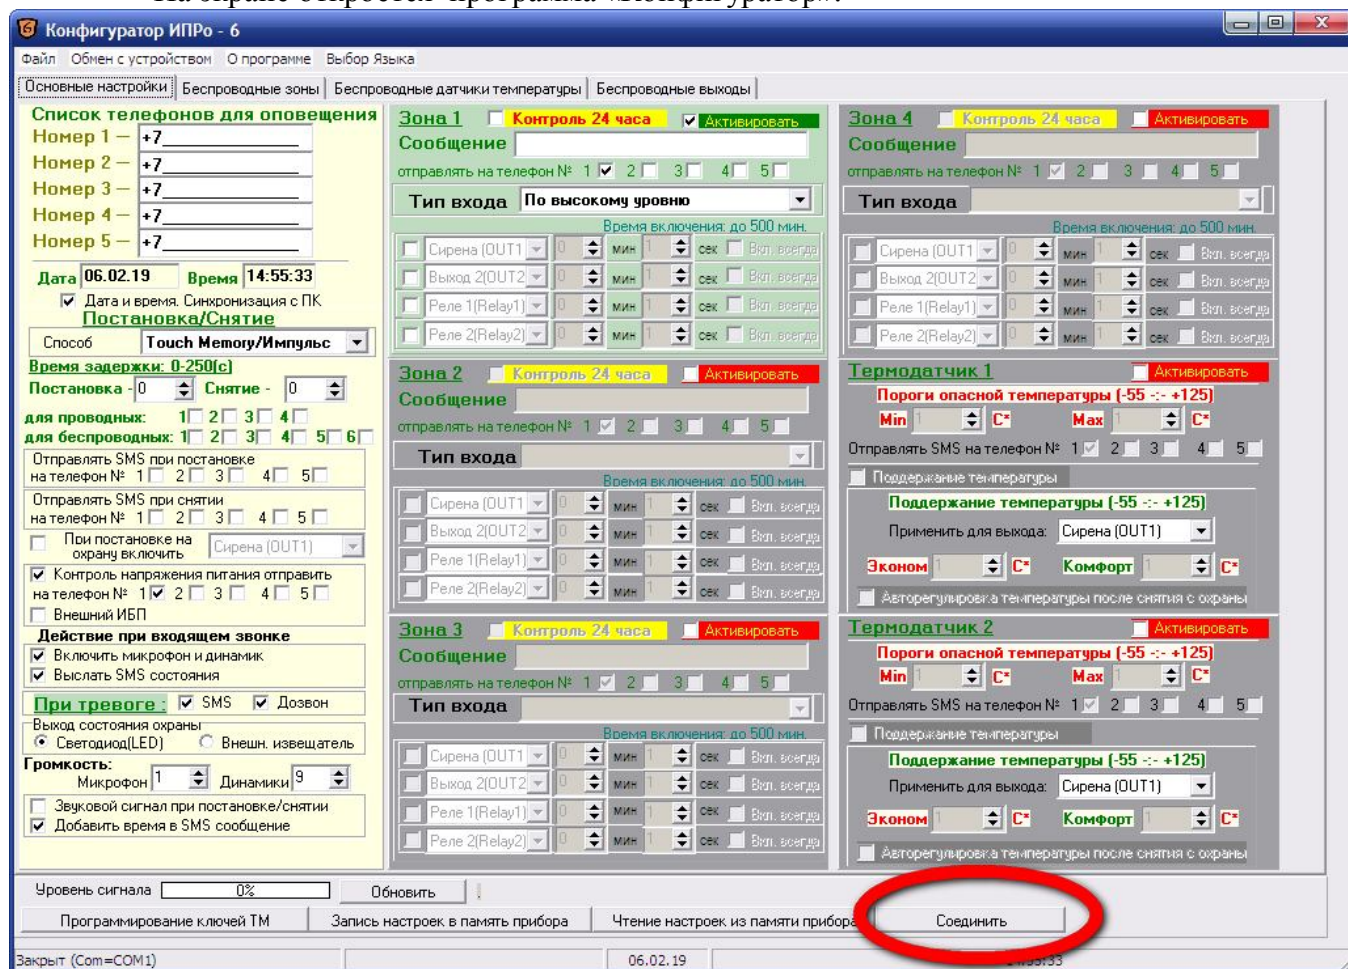 На экране откроется программа «Конфигуратор».
Конфигуратор ИПРо - 6
Файл Обмен с устройством О программе Выбор Языка
Основные настройки Беспроводные зоны Беспроводные датчики температуры Беспроводные выходы
Список телефонов для оповещения
Номер 1 – +7
Номер 2 – +7
Номер 3 – +7
Номер 4 – +7
Номер 5 – +7
Дата 06.02.19 Время 14:55:33
Дата и время. Синхронизация с ПК
Постановка/Снятие
Способ Touch Memory/Импульс
Время задержки: 0-250(с)
Постановка - 0 Снятие - 0
для проводных: 1 2 3 4
для беспроводных: 1 2 3 4 5 6
Отправлять SMS при постановке
на телефон № 1 2 3 4 5
Отправлять SMS при снятии
на телефон № 1 2 3 4 5
При постановке на
охрану включить Сирена (OUT1)
Контроль напряжения питания отправить
на телефон № 1 2 3 4 5
Внешний ИБП
Действие при входящем звонке
Включить микрофон и динамик
Выслать SMS состояния
При тревоге : SMS Дозвон
Выход состояния охраны
Светодиод(LED) Внешн. извещатель
Громкость:
Микрофон 1 Динамики 9
Звуковой сигнал при постановке/снятии
Добавить время в SMS сообщение
Зона 1 Контроль 24 часа Активировать
Сообщение
отправлять на телефон № 1 2 3 4 5
Тип входа По высокому уровню
Время включения: до 500 мин.
Сирена (OUT1 0 мин 1 сек Вкл. всегда
Выход 2(OUT2 0 мин 1 сек Вкл. всегда
Реле 1(Relay1) 0 мин 1 сек Вкл. всегда
Реле 2(Relay2) 0 мин 1 сек Вкл. всегда
Зона 2 Контроль 24 часа Активировать
Сообщение
отправлять на телефон № 1 2 3 4 5
Тип входа
Время включения: до 500 мин.
Сирена (OUT1 0 мин 1 сек Вкл. всегда
Выход 2(OUT2 0 мин 1 сек Вкл. всегда
Реле 1(Relay1) 0 мин 1 сек Вкл. всегда
Реле 2(Relay2) 0 мин 1 сек Вкл. всегда
Зона 3 Контроль 24 часа Активировать
Сообщение
отправлять на телефон № 1 2 3 4 5
Тип входа
Время включения: до 500 мин.
Сирена (OUT1 0 мин 1 сек Вкл. всегда
Выход 2(OUT2 0 мин 1 сек Вкл. всегда
Реле 1(Relay1) 0 мин 1 сек Вкл. всегда
Реле 2(Relay2) 0 мин 1 сек Вкл. всегда
Зона 4 Контроль 24 часа Активировать
Сообщение
отправлять на телефон № 1 2 3 4 5
Тип входа
Время включения: до 500 мин.
Сирена (OUT1 0 мин 1 сек Вкл. всегда
Выход 2(OUT2 0 мин 1 сек Вкл. всегда
Реле 1(Relay1) 0 мин 1 сек Вкл. всегда
Реле 2(Relay2) 0 мин 1 сек Вкл. всегда
Термодатчик 1 Активировать
Пороги опасной температуры (-55 -:- +125)
Min 1 С* Max 1 С*
Отправлять SMS на телефон № 1 2 3 4 5
Поддержание температуры
Поддержание температуры (-55 -:- +125)
Применить для выхода: Сирена (OUT1)
Эконом 1 С* Комфорт 1 С*
Авторегулировка температуры после снятия с охраны
Термодатчик 2 Активировать
Пороги опасной температуры (-55 -:- +125)
Min 1 С* Max 1 С*
Отправлять SMS на телефон № 1 2 3 4 5
Поддержание температуры
Поддержание температуры (-55 -:- +125)
Применить для выхода: Сирена (OUT1)
Эконом 1 С* Комфорт 1 С*
Авторегулировка температуры после снятия с охраны
Уровень сигнала 0% Обновить
Программирование ключей ТМ Запись настроек в память прибора Чтение настроек из памяти прибора Соединить
Закрыт (Com=COM1) 06.02.19 14:55:33